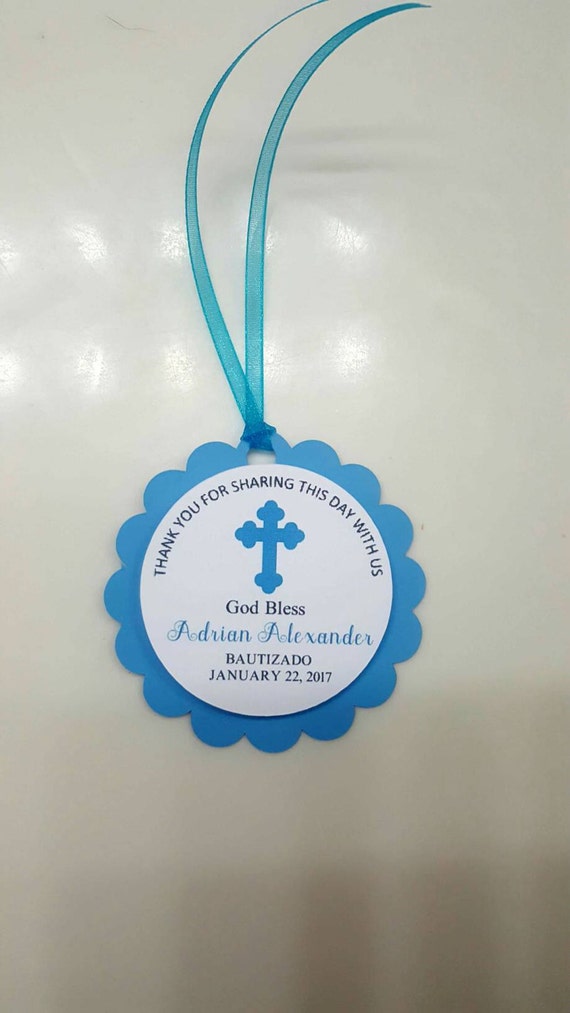 THANK YOU FOR SHARING THIS DAY WITH US
God Bless
Adrian Alexander
BAUTIZADO
JANUARY 22, 2017